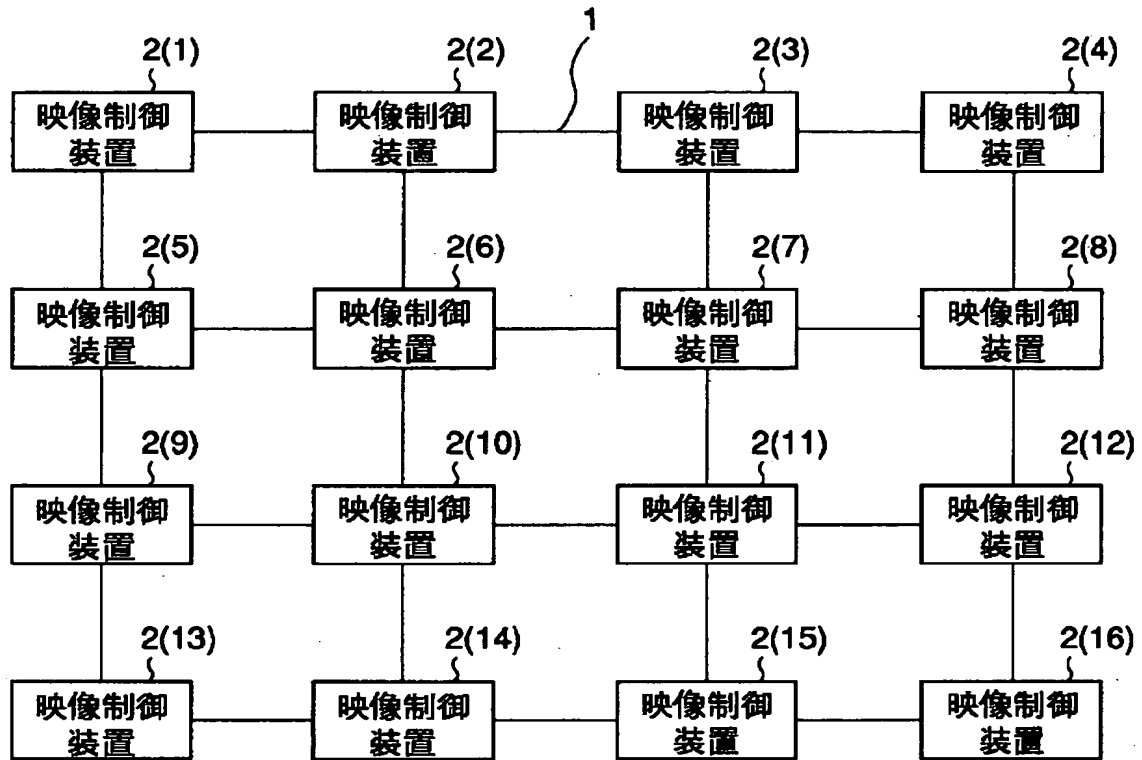 1
2(1)
2(2)
2(3)
2(4)
映像制御
装置
映像制御
装置
映像制御
装置
映像制御
装置
2(5)
2(6)
2(7)
2(8)
映像制御
装置
映像制御
装置
映像制御
装置
映像制御
装置
2(9)
2(10)
2(11)
2(12)
映像制御
装置
映像制御
装置
映像制御
装置
映像制御
装置
2(13)
2(14)
2(15)
2(16)
映像制御
装置
映像制御
装置
映像制御
装置
映像制御
装置